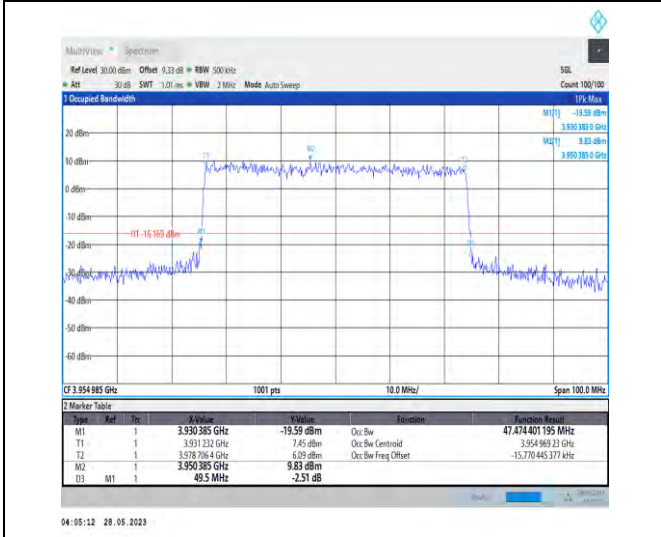 MultiView Spectrum
Ref Level 30.00 dBm Offset 9.33 dB RBW 500 kHz SGL
Att 30 dB SWT 1.01 ms VBW 2 MHz Mode Auto Sweep Count 100/100
1 Occupied Bandwidth 1Pk Max
M1[1] -19.59 dBm
3.930 385 0 GHz
M2[1] 9.83 dBm
3.950 385 0 GHz
20 dBm
10 dBm
0 dBm
-10 dBm
H1 -16.169 dBm
-20 dBm
-30 dBm
-40 dBm
-50 dBm
-60 dBm
T1
M2
T2
M1
CF 3.954 985 GHz 1001 pts 10.0 MHz/ Span 100.0 MHz
2 Marker Table
Type Ref Trc X-Value Y-Value Function Function Result
M1 1 3.930 385 GHz -19.59 dBm Occ Bw 47.474 401 195 MHz
T1 1 3.931 232 GHz 7.45 dBm Occ Bw Centroid 3.954 969 23 GHz
T2 1 3.978 706 4 GHz 6.09 dBm Occ Bw Freq Offset -15.770 445 377 kHz
M2 1 3.950 385 GHz 9.83 dBm
D3 M1 1 49.5 MHz -2.51 dB
04:05:12 28.05.2023